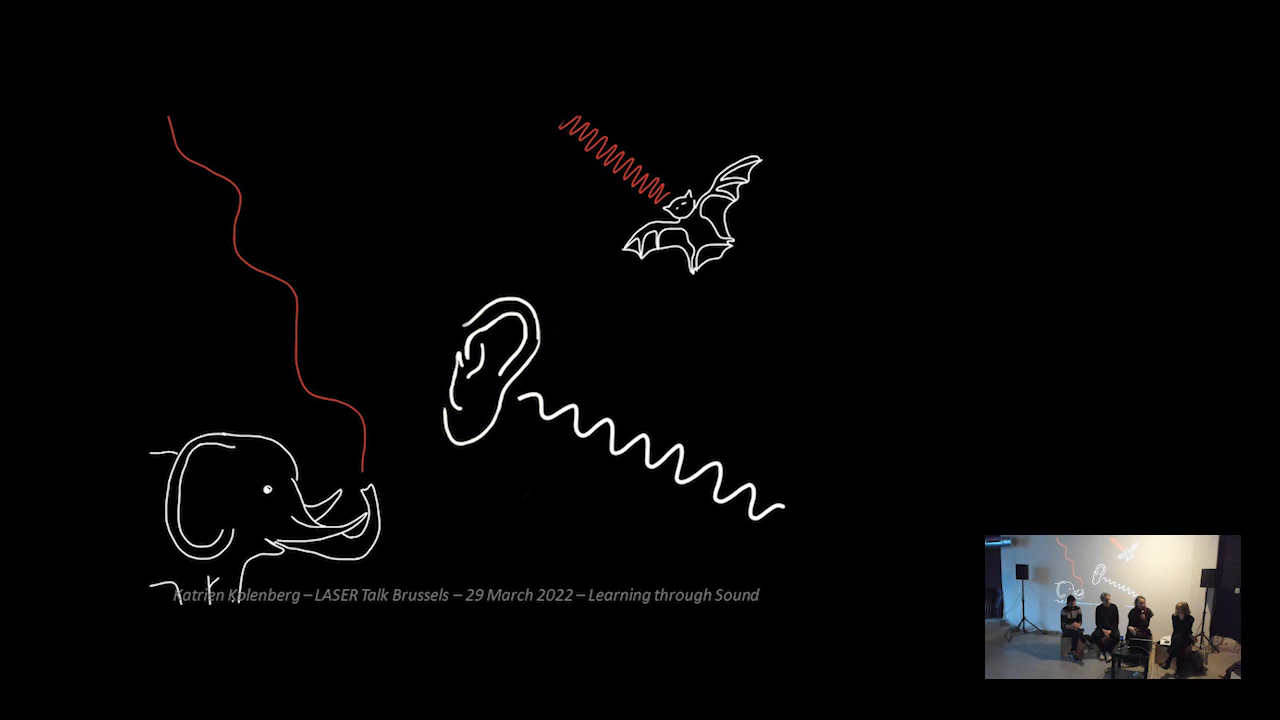 Katrien Kolenberg – LASER Talk Brussels – 29 March 2022 – Learning through Sound